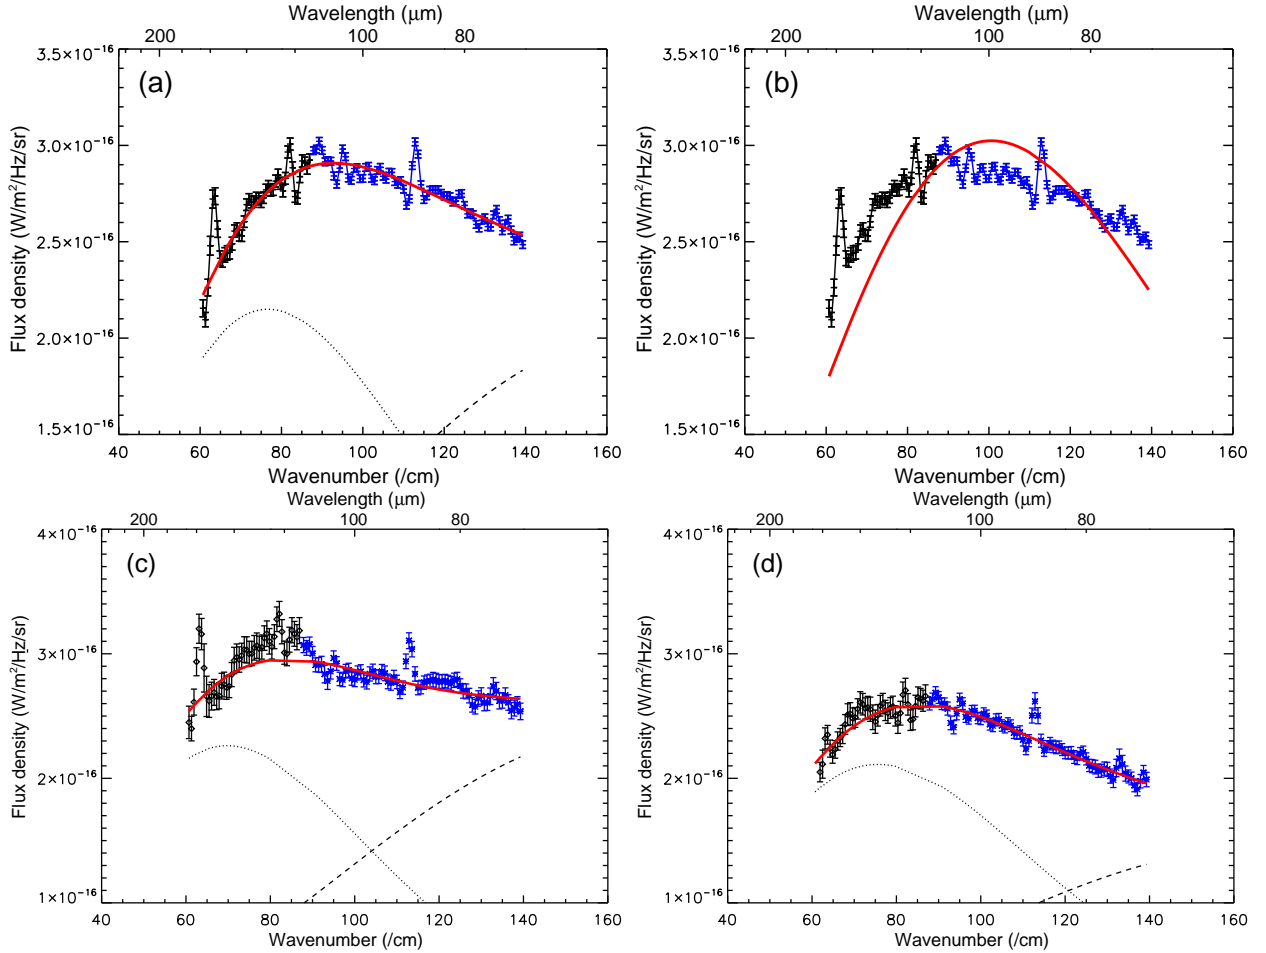 Wavelength (μm)
200 100 80
3.5×10⁻¹⁶
(a)
3.0×10⁻¹⁶
2.5×10⁻¹⁶
2.0×10⁻¹⁶
1.5×10⁻¹⁶
Flux density (W/m²/Hz/sr)
40 60 80 100 120 140 160
Wavenumber (/cm)
Wavelength (μm)
200 100 80
3.5×10⁻¹⁶
(b)
3.0×10⁻¹⁶
2.5×10⁻¹⁶
2.0×10⁻¹⁶
1.5×10⁻¹⁶
Flux density (W/m²/Hz/sr)
40 60 80 100 120 140 160
Wavenumber (/cm)
Wavelength (μm)
200 100 80
4×10⁻¹⁶
(c)
3×10⁻¹⁶
2×10⁻¹⁶
1×10⁻¹⁶
Flux density (W/m²/Hz/sr)
40 60 80 100 120 140 160
Wavenumber (/cm)
Wavelength (μm)
200 100 80
4×10⁻¹⁶
(d)
3×10⁻¹⁶
2×10⁻¹⁶
1×10⁻¹⁶
Flux density (W/m²/Hz/sr)
40 60 80 100 120 140 160
Wavenumber (/cm)